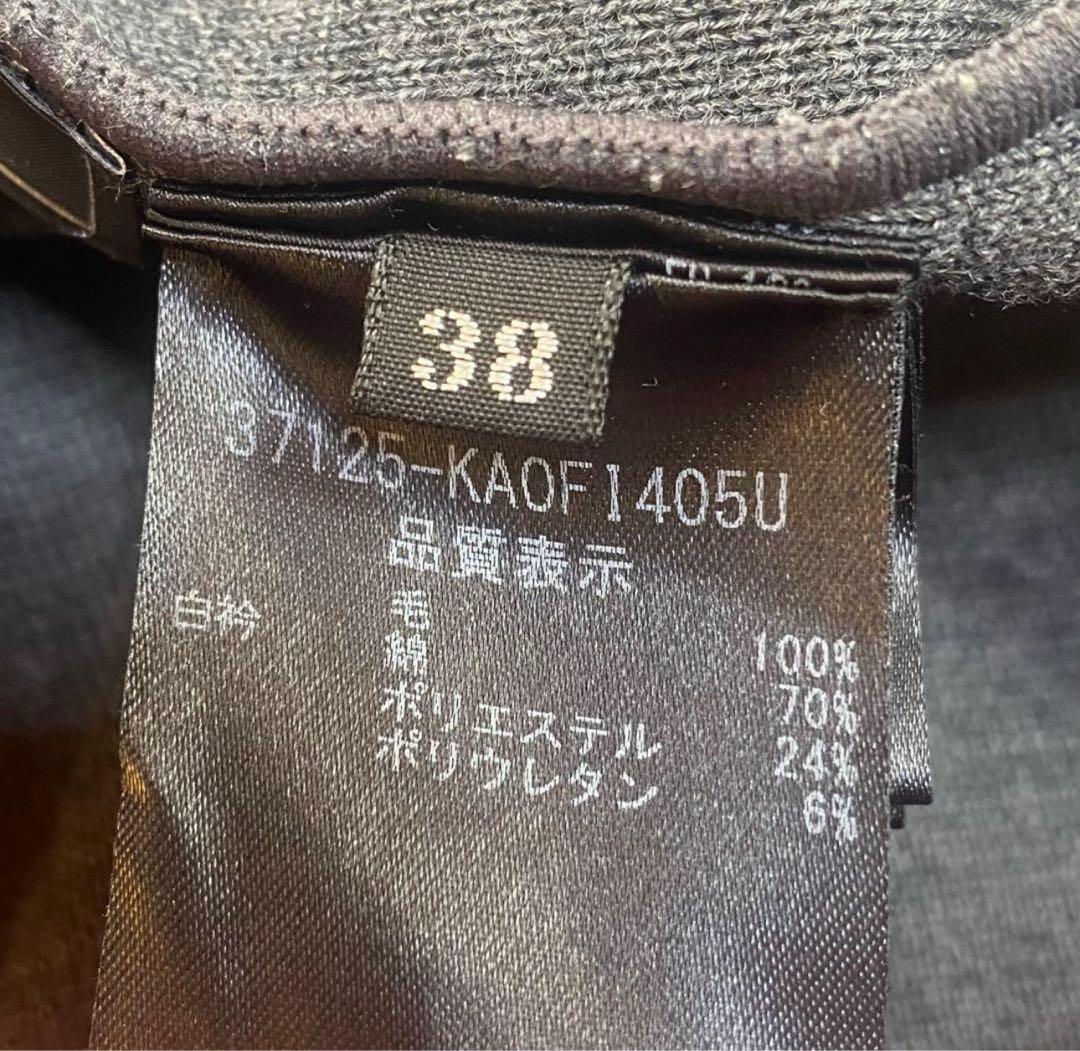 38
37125-KAOF1405U
品質表示
毛 100%
白衿 綿 70%
ポリエステル 24%
ポリウレタン 6%